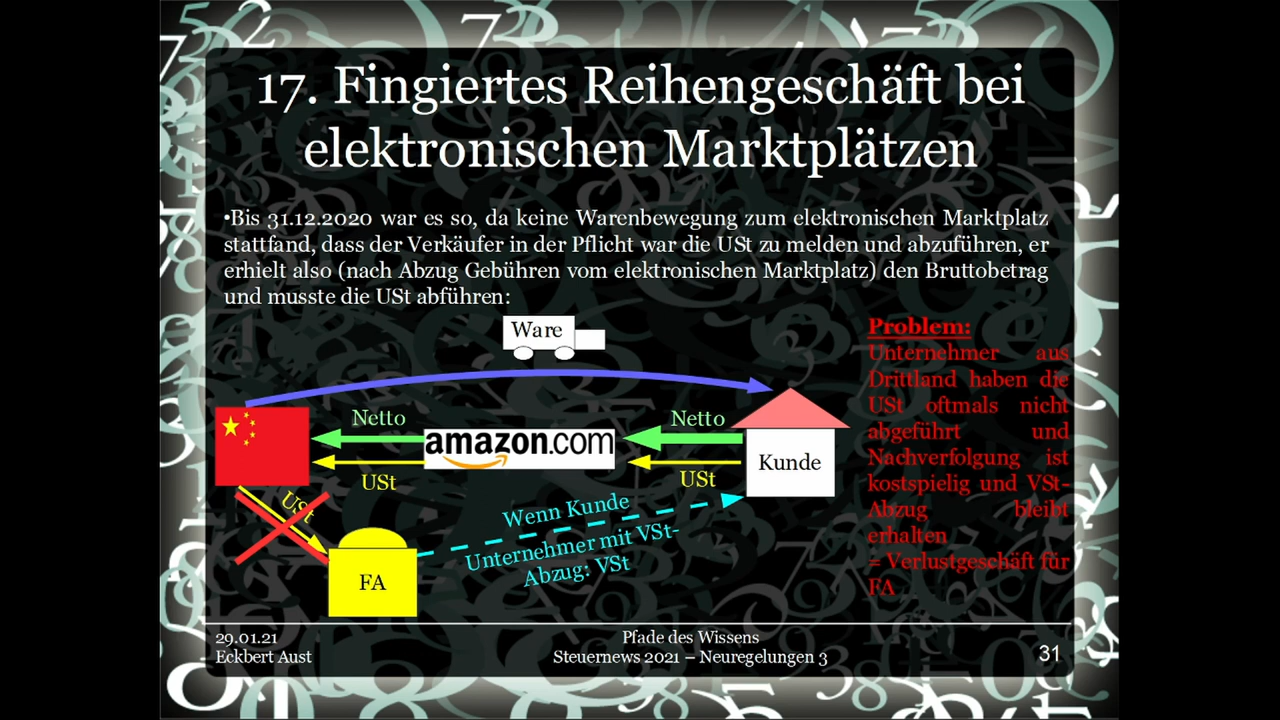 17. Fingiertes Reihengeschäft bei
elektronischen Marktplätzen
•Bis 31.12.2020 war es so, da keine Warenbewegung zum elektronischen Marktplatz
stattfand, dass der Verkäufer in der Pflicht war die USt zu melden und abzuführen, er
erhielt also (nach Abzug Gebühren vom elektronischen Marktplatz) den Bruttobetrag
und musste die USt abführen:
Ware
Problem:
Unternehmer aus
Drittland haben die
USt oftmals nicht
abgeführt und
Nachverfolgung ist
kostspielig und VSt-
Abzug bleibt
erhalten
= Verlustgeschäft für
FA
Netto
Netto
amazon.com
Kunde
USt
USt
USt
Wenn Kunde
Unternehmer mit VSt-
Abzug: VSt
FA
29.01.21
Eckbert Aust
Pfade des Wissens
Steuernews 2021 – Neuregelungen 3
31